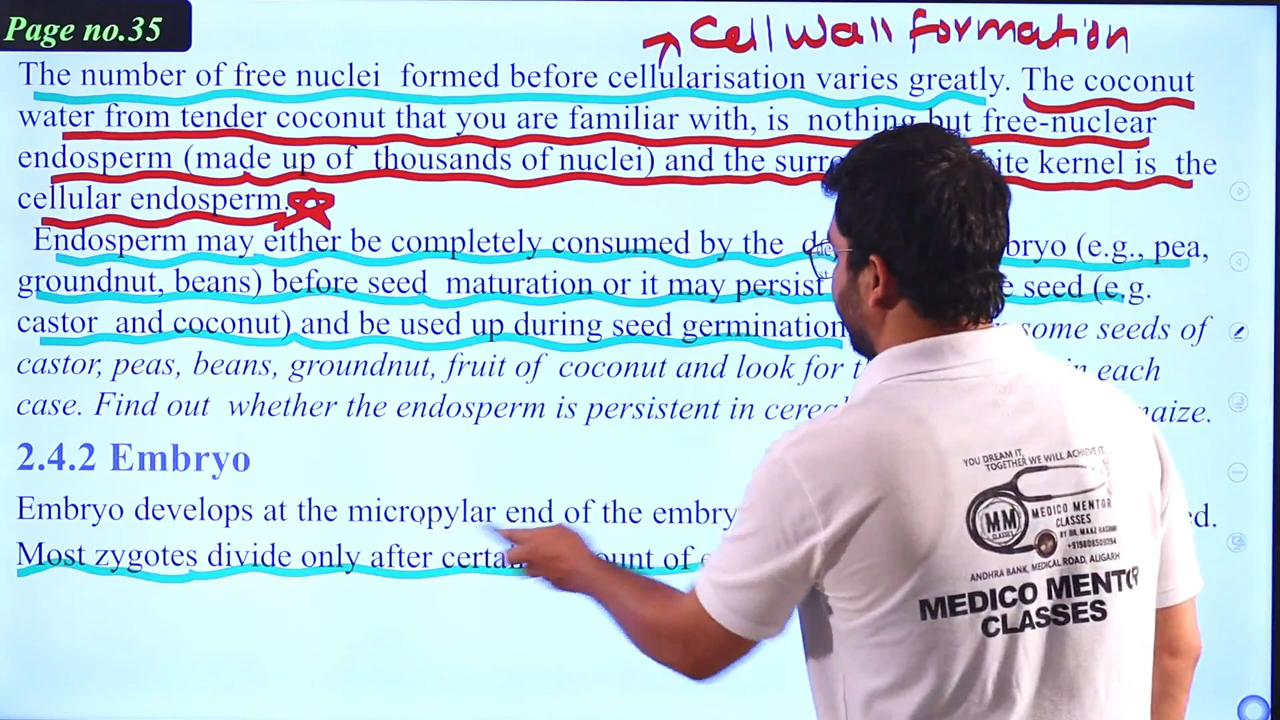 Page no.35
Cell wall formation
The number of free nuclei formed before cellularisation varies greatly. The coconut
water from tender coconut that you are familiar with, is nothing but free-nuclear
endosperm (made up of thousands of nuclei) and the kernel is the
cellular endosperm.
Endosperm may either be completely consumed by the (e.g., pea,
groundnut, beans) before seed maturation or it may persist seed (e.g.
castor and coconut) and be used up during seed germination some seeds of
castor, peas, beans, groundnut, fruit of coconut and look for in each
case. Find out whether the endosperm is persistent in
2.4.2 Embryo
Embryo develops at the micropylar end of the
Most zygotes divide only after of
YOU DREAM IT,
TOGETHER WE WILL ACHIEVE IT.
MM
CLASSES
MEDICO MENTOR
CLASSES
ANDHRA BANK, MEDICAL ROAD, ALIGARH
MEDICO MENTOR
CLASSES